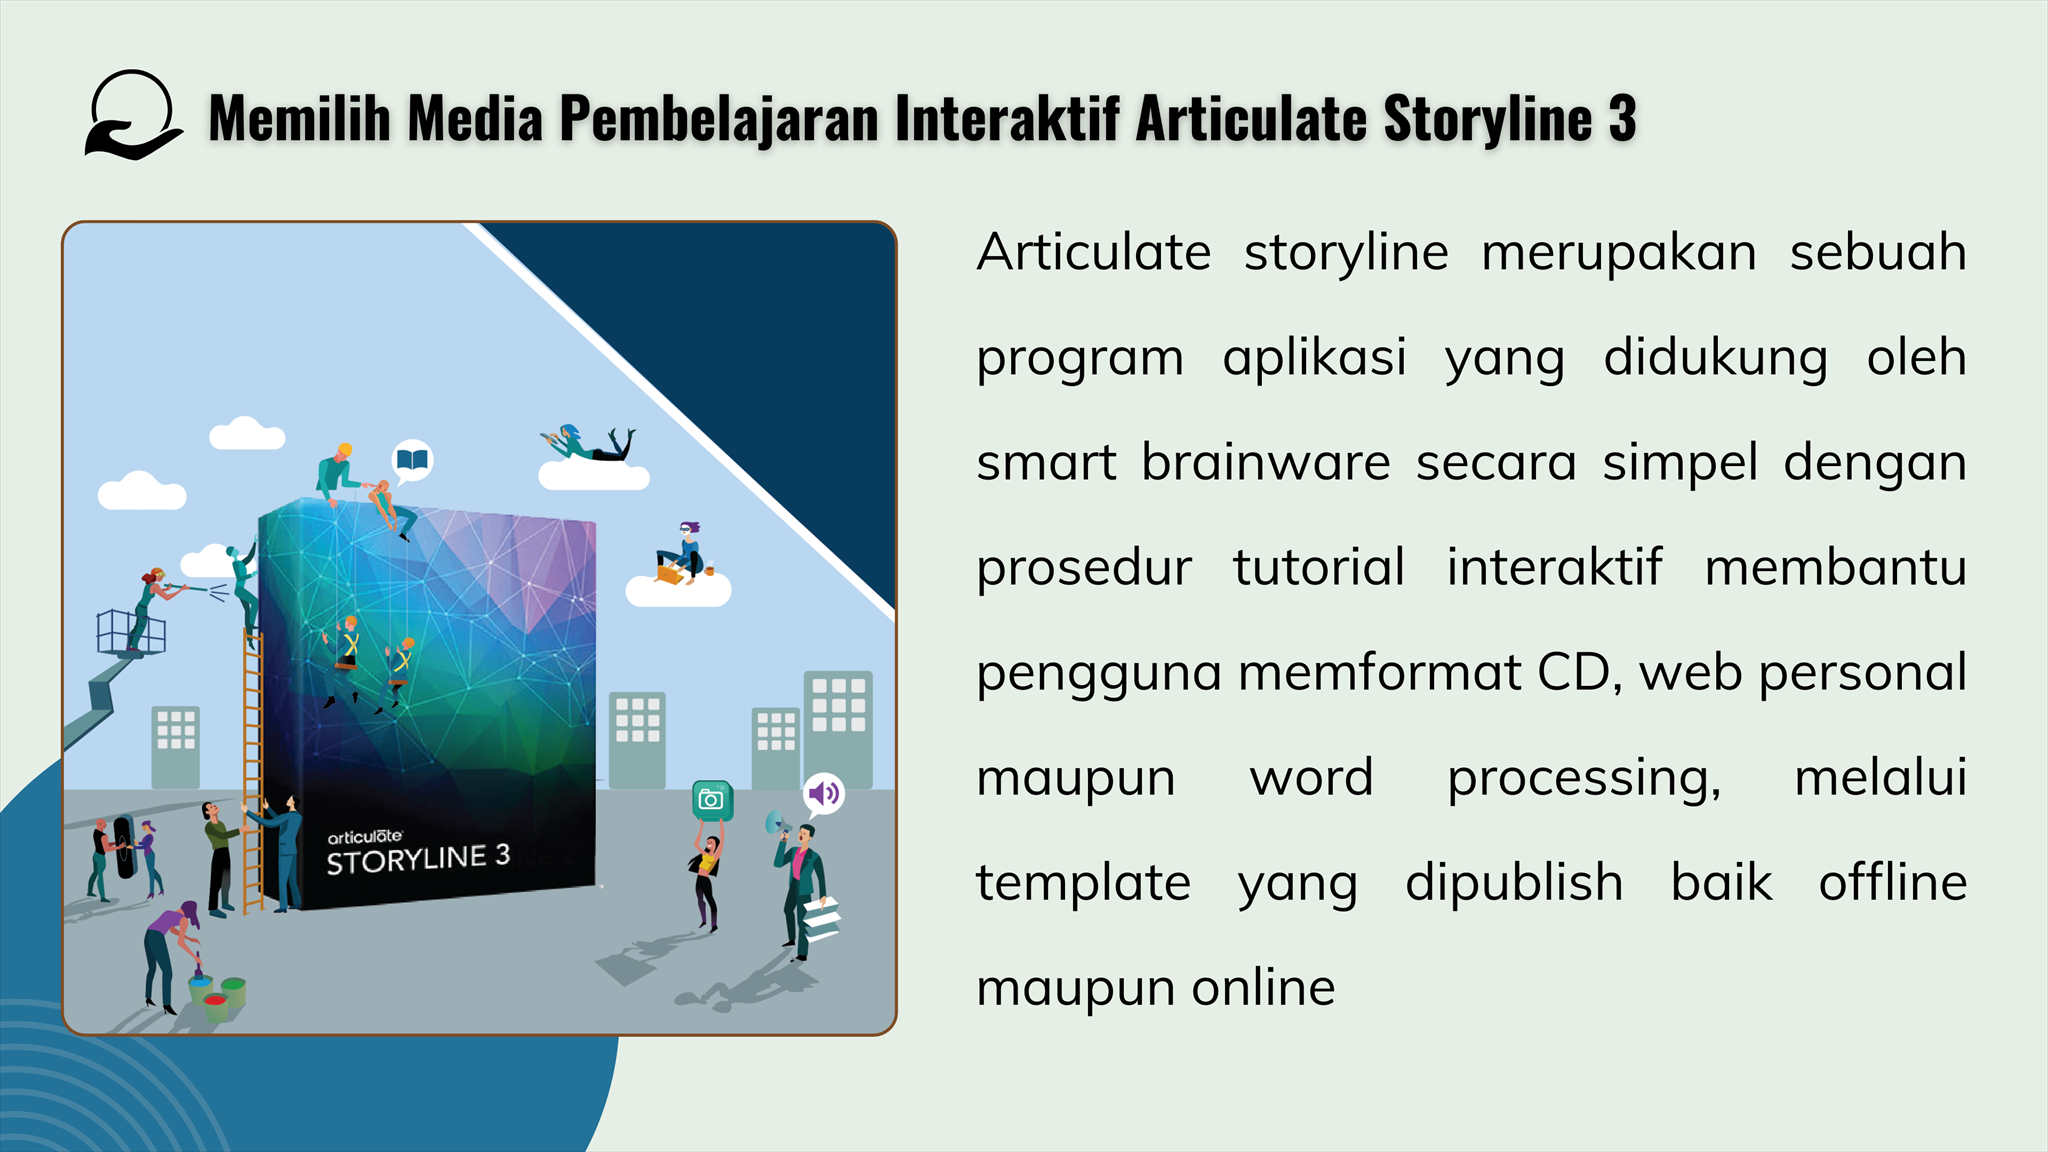 Memilih Media Pembelajaran Interaktif Articulate Storyline 3
articulate
STORYLINE 3
Articulate storyline merupakan sebuah
program aplikasi yang didukung oleh
smart brainware secara simpel dengan
prosedur tutorial interaktif membantu
pengguna memformat CD, web personal
maupun word processing, melalui
template yang dipublish baik offline
maupun online